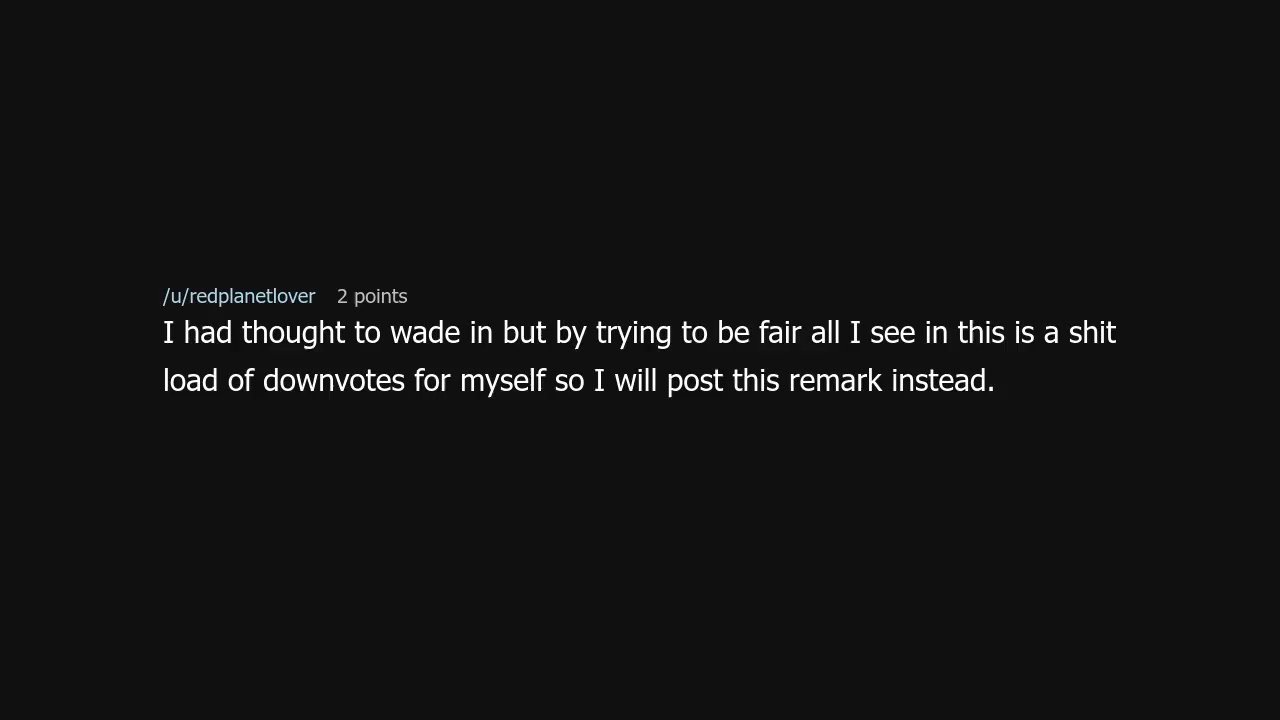 /u/redplanetlover 2 points
I had thought to wade in but by trying to be fair all I see in this is a shit
load of downvotes for myself so I will post this remark instead.